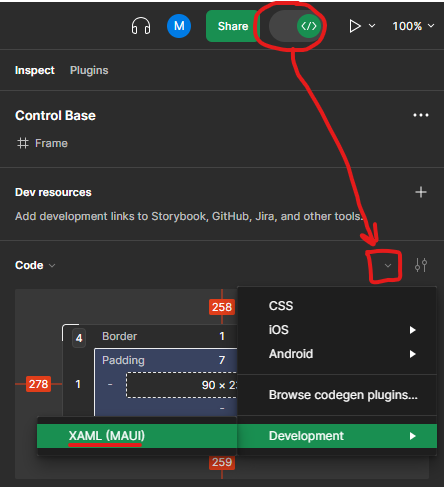 M Share </> 100%
Inspect Plugins
Control Base
Frame
Dev resources
Add development links to Storybook, GitHub, Jira, and other tools.
Code
258
4 Border 1
Padding 7
278 1 - 90 ×
-
259
CSS
iOS
Android
Browse codegen plugins...
Development
XAML (MAUI)